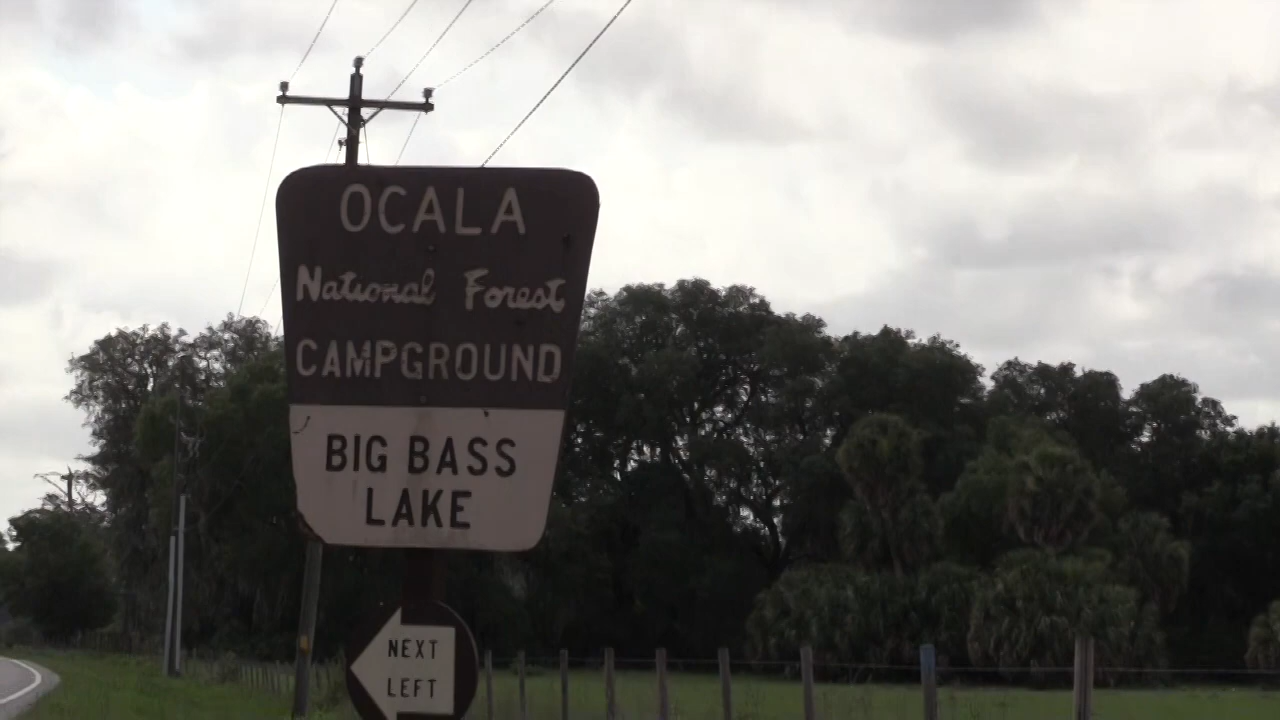 OCALA
National Forest
CAMPGROUND
BIG BASS
LAKE
NEXT
LEFT